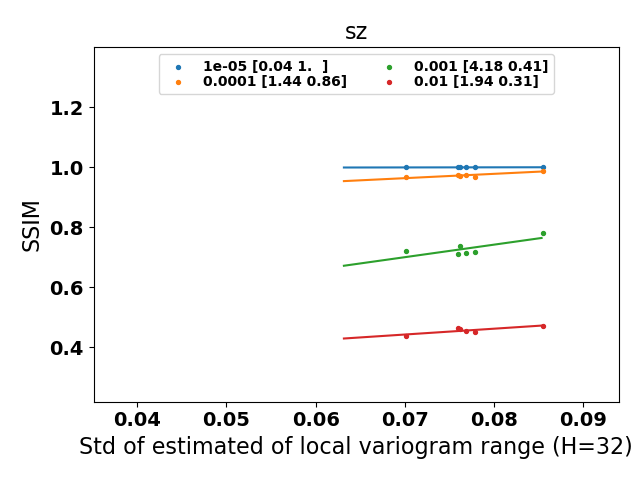 sz
1e-05 [0.04 1.  ]
0.0001 [1.44 0.86]
0.001 [4.18 0.41]
0.01 [1.94 0.31]
SSIM
1.2
1.0
0.8
0.6
0.4
0.04 0.05 0.06 0.07 0.08 0.09
Std of estimated of local variogram range (H=32)